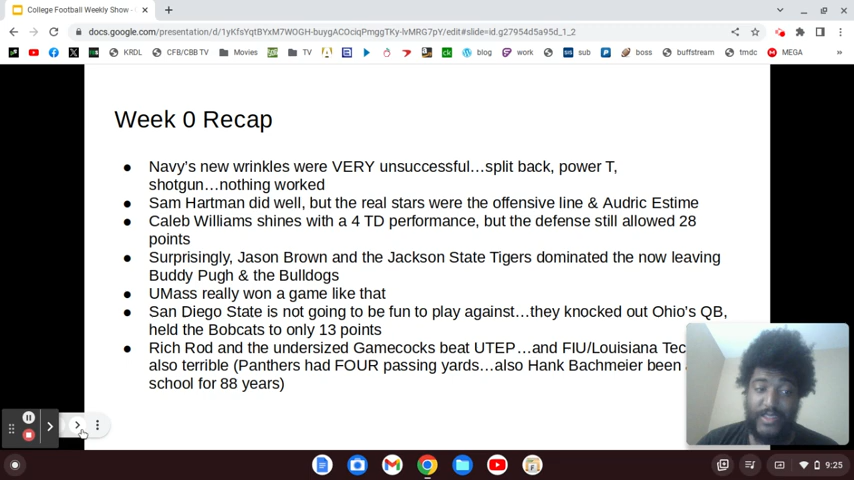 College Football Weekly Show -
docs.google.com/presentation/d/1yKfsYqtBYxM7WOGH-buygACOciqPmggTKy-lvMRG7pY/edit#slide=id.g27954d5a95d_1_2
KRDL CFB/CBB TV Movies TV blog work sub boss buffstream tmdc MEGA »
Week 0 Recap
● Navy's new wrinkles were VERY unsuccessful…split back, power T,
shotgun…nothing worked
● Sam Hartman did well, but the real stars were the offensive line & Audric Estime
● Caleb Williams shines with a 4 TD performance, but the defense still allowed 28
points
● Surprisingly, Jason Brown and the Jackson State Tigers dominated the now leaving
Buddy Pugh & the Bulldogs
● UMass really won a game like that
● San Diego State is not going to be fun to play against…they knocked out Ohio's QB,
held the Bobcats to only 13 points
● Rich Rod and the undersized Gamecocks beat UTEP…and FIU/Louisiana Tec
also terrible (Panthers had FOUR passing yards…also Hank Bachmeier been
school for 88 years)
9:25